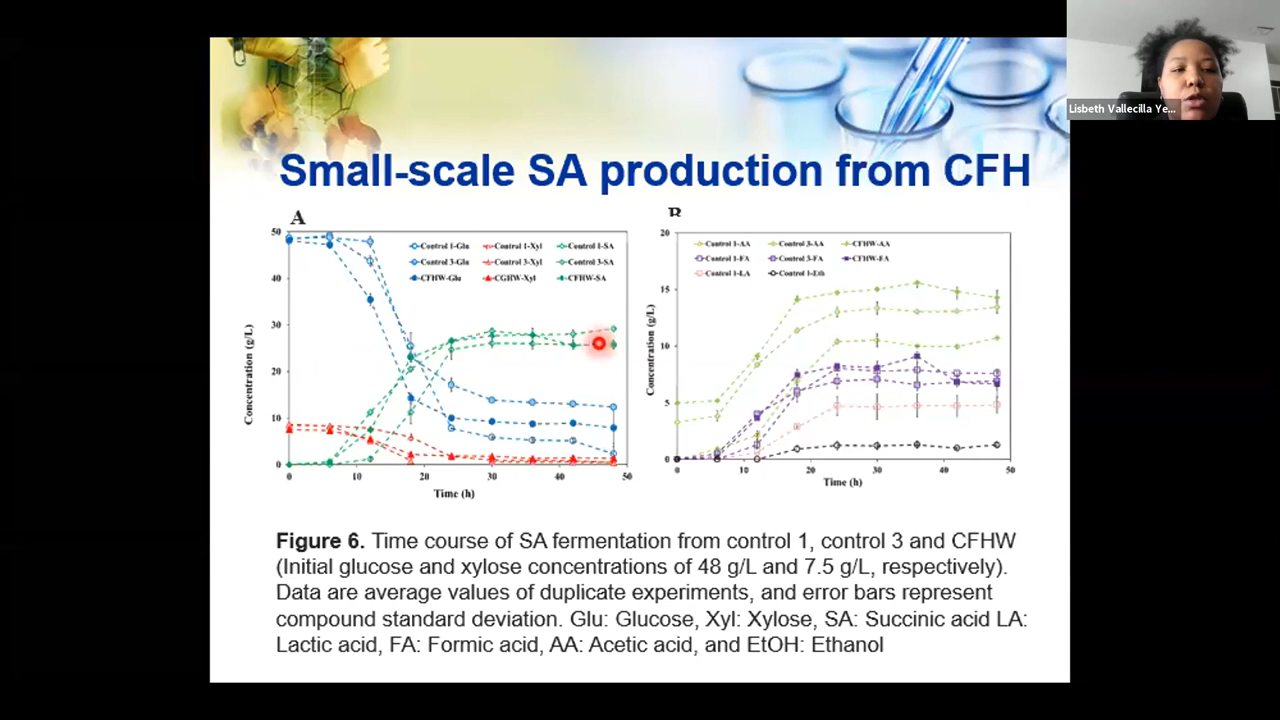 Lisbeth Vallecilla Ye...
Small-scale SA production from CFH
A
50
40
30
20
10
0
Concentration (g/L)
Control 1-Glu Control 1-Xyl Control 1-SA
Control 3-Glu Control 3-Xyl Control 3-SA
CFHW-Glu CGHW-Xyl CFHW-SA
0 10 20 30 40 50
Time (h)
B
20
15
10
5
0
Concentration (g/L)
Control 1-AA Control 3-AA CFHW-AA
Control 1-FA Control 3-FA CFHW-FA
Control 1-LA Control 1-Eth
0 10 20 30 40 50
Time (h)
Figure 6. Time course of SA fermentation from control 1, control 3 and CFHW
(Initial glucose and xylose concentrations of 48 g/L and 7.5 g/L, respectively).
Data are average values of duplicate experiments, and error bars represent
compound standard deviation. Glu: Glucose, Xyl: Xylose, SA: Succinic acid LA:
Lactic acid, FA: Formic acid, AA: Acetic acid, and EtOH: Ethanol